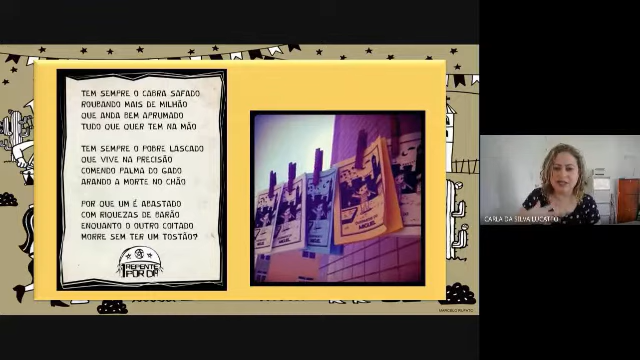 TEM SEMPRE O CABRA SAFADO
ROUBANDO MAIS DE MILHÃO
QUE ANDA BEM APRUMADO
TUDO QUE QUER TEM NA MÃO
TEM SEMPRE O POBRE LASCADO
QUE VIVE NA PRECISÃO
COMENDO PALMA DO GADO
ARANDO A MORTE NO CHÃO
POR QUE UM É ABASTADO
COM RIQUEZAS DE BARÃO
ENQUANTO O OUTRO COITADO
MORRE SEM TER UM TOSTÃO?
1 REPENTE
POR DIA
MIGUEL
MIGUEL
CARLA DA SILVA LUCATTO